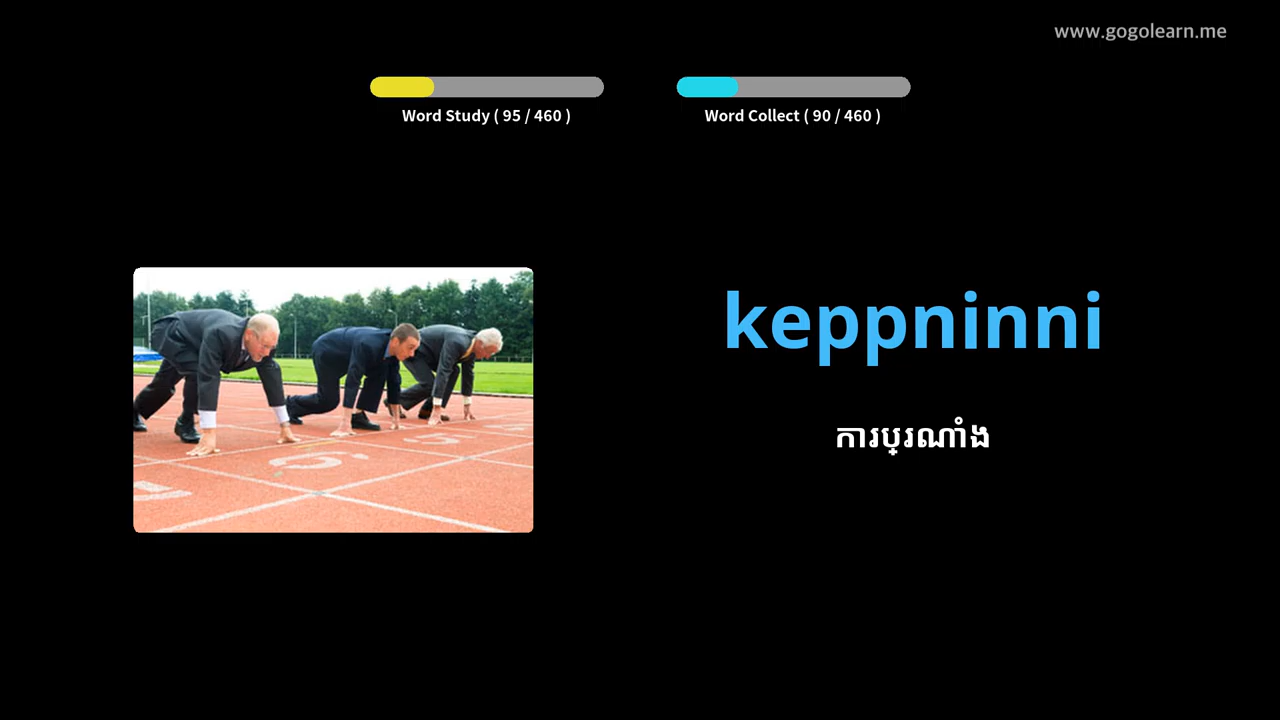 www.gogolearn.me
Word Study ( 95 / 460 )
Word Collect ( 90 / 460 )
keppninni
ការប្រណាំង